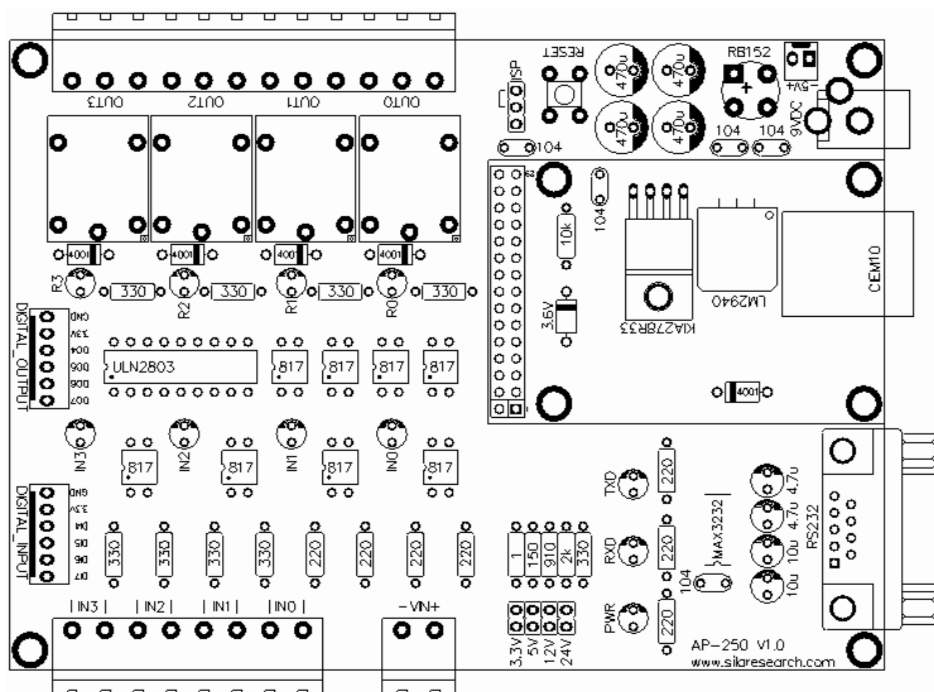 RESET
RB152
ISP
470u
470u
-5V+
OUT3
OUT2
OUT1
OUT0
470u
470u
9VDC
104
104
104
104
10k
4001
4001
4001
4001
R3
330
R2
330
R1
330
R0
330
3.6V
KIA278R33
LM2940
CEM10
DIGITAL_OUTPUT
GND
3.3V
DO4
DO5
DO6
DO7
ULN2803
817
817
817
817
4001
IN3
IN2
IN1
IN0
817
817
817
817
TXD
220
4.7u
4.7u
RS232
DIGITAL_INPUT
GND
3.3V
DI4
DI5
DI6
DI7
330
330
330
330
220
220
220
220
1
150
910
2k
330
RXD
220
MAX3232
10u
104
10u
|IN3|
|IN2|
|IN1|
|IN0|
-VIN+
3.3V
5V
12V
24V
PWR
220
AP-250 V1.0
www.silaresearch.com